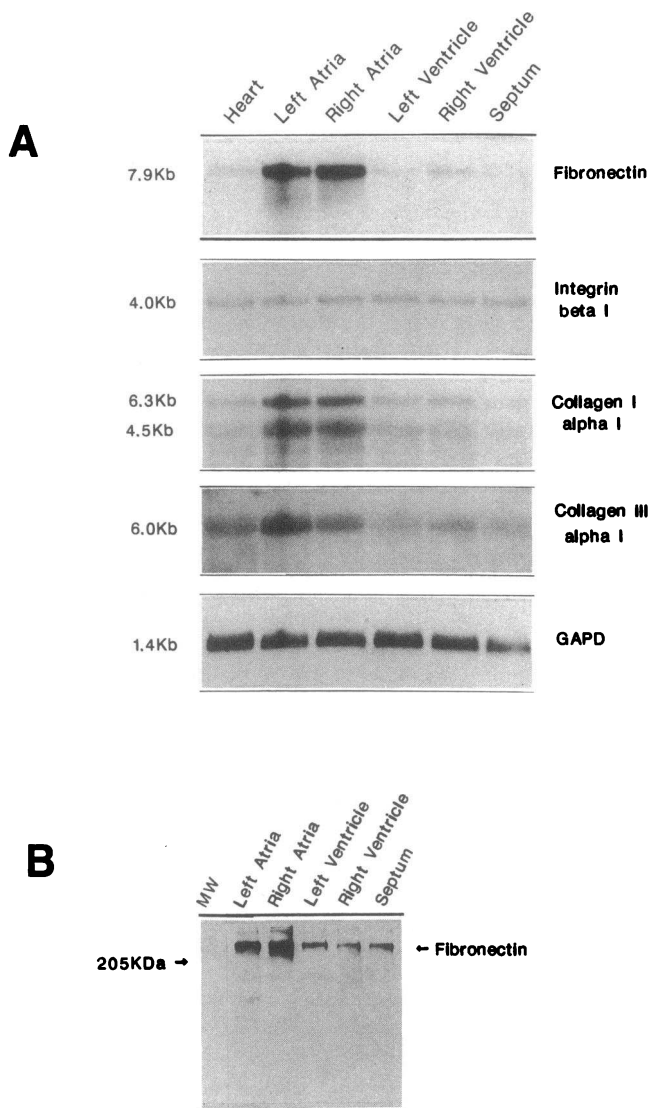 A
Heart
Left Atria
Right Atria
Left Ventricle
Right Ventricle
Septum
7.9Kb
Fibronectin
4.0Kb
Integrin
beta I
6.3Kb
4.5Kb
Collagen I
alpha I
6.0Kb
Collagen III
alpha I
1.4Kb
GAPD
B
MW
Left Atria
Right Atria
Left Ventricle
Right Ventricle
Septum
205KDa →
← Fibronectin